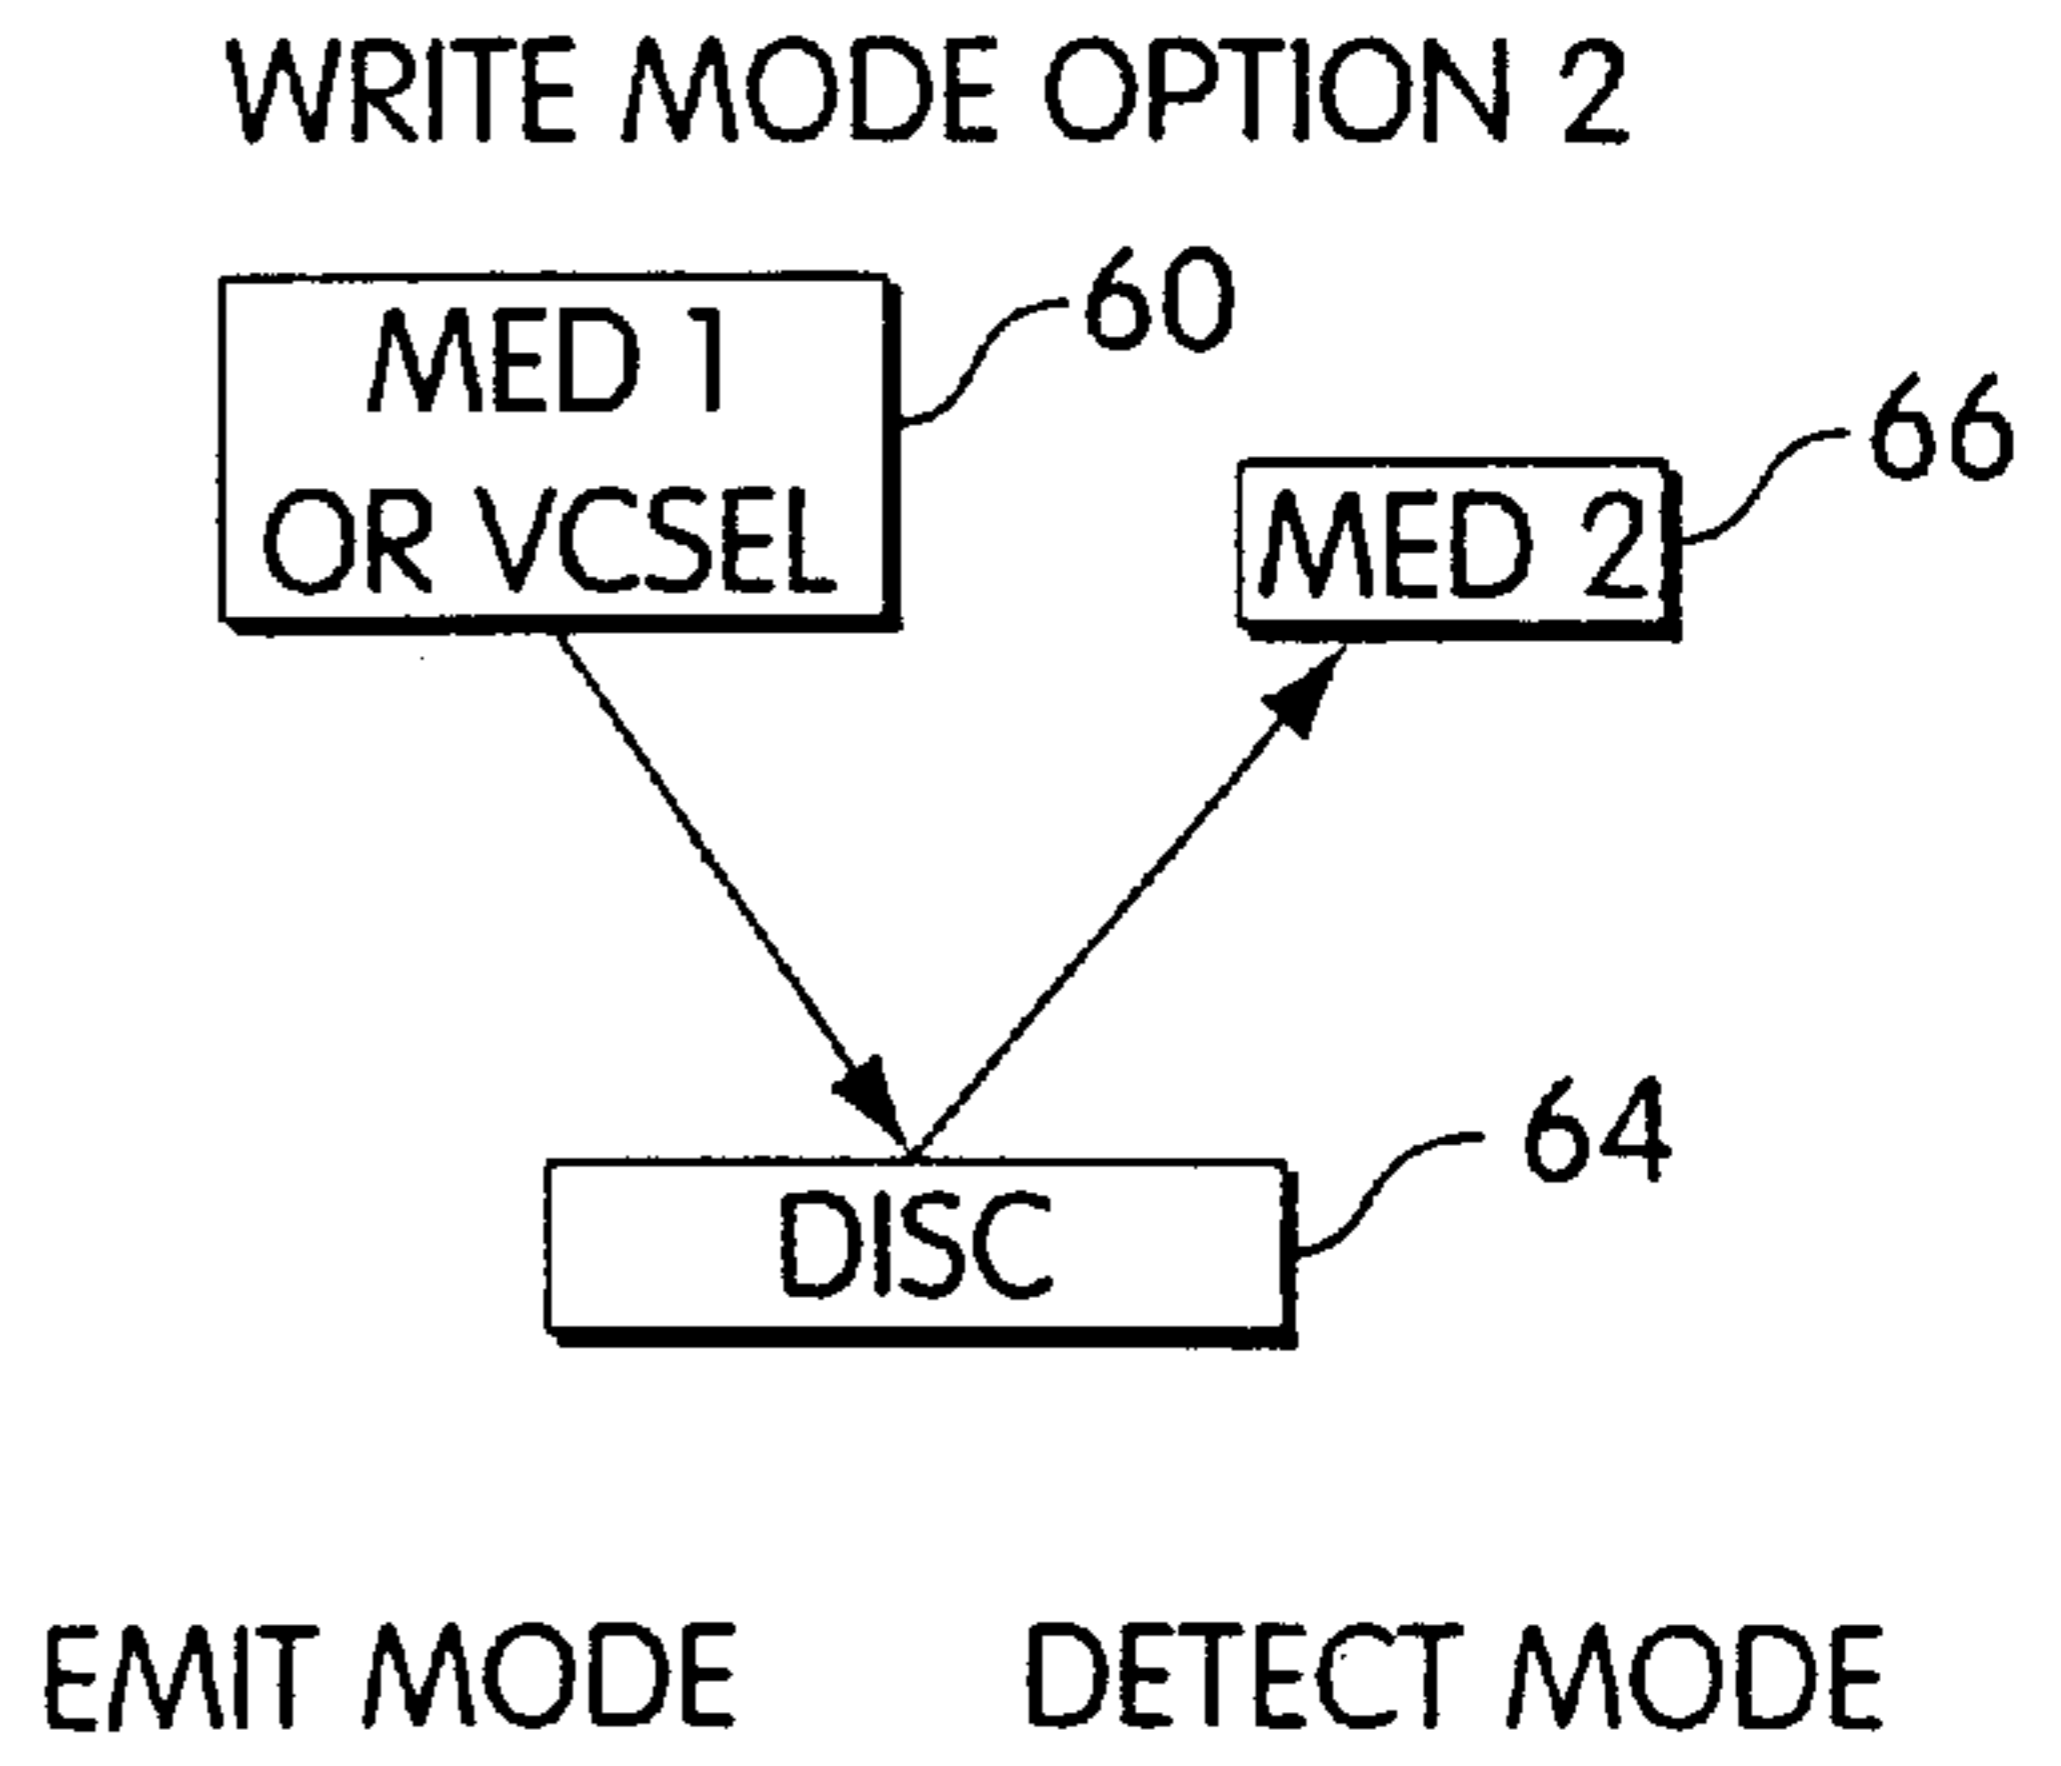 WRITE MODE OPTION 2
60
MED 1
OR VCSEL
66
MED 2
64
DISC
EMIT MODE
DETECT MODE